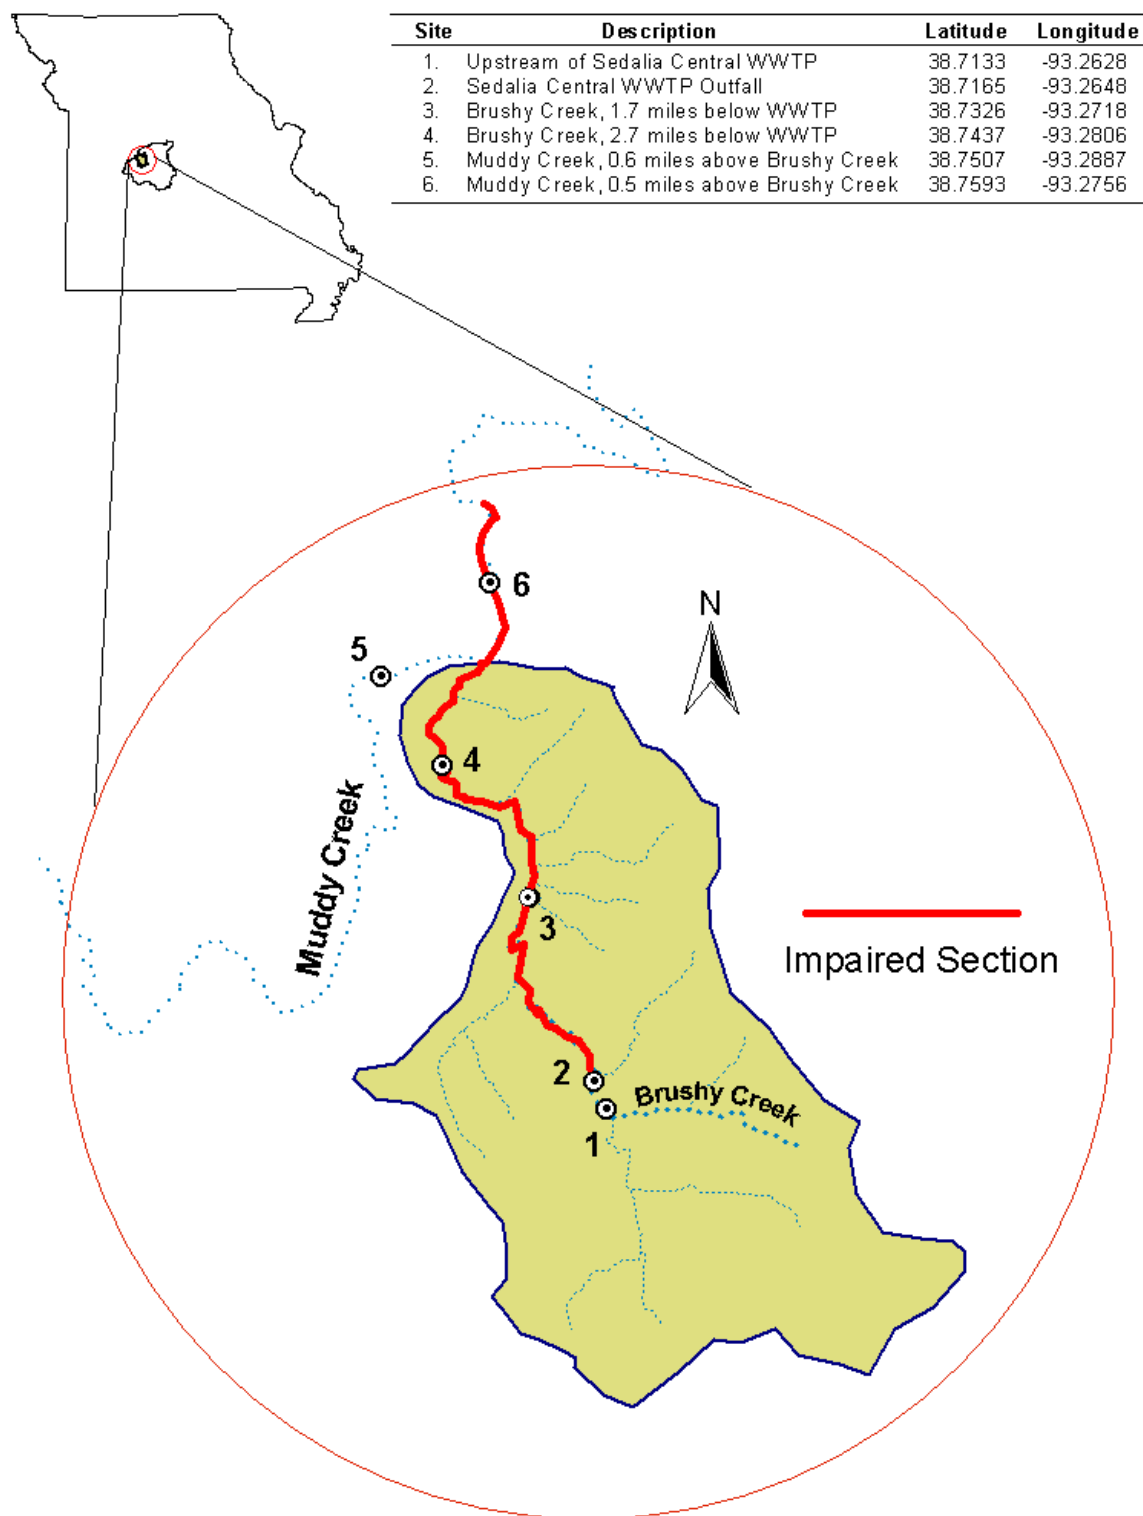 Site Description Latitude Longitude
1. Upstream of Sedalia Central WWTP 38.7133 -93.2628
2. Sedalia Central WWTP Outfall 38.7165 -93.2648
3. Brushy Creek, 1.7 miles below WWTP 38.7326 -93.2718
4. Brushy Creek, 2.7 miles below WWTP 38.7437 -93.2806
5. Muddy Creek, 0.6 miles above Brushy Creek 38.7507 -93.2887
6. Muddy Creek, 0.5 miles above Brushy Creek 38.7593 -93.2756
6
N
5
4
Muddy Creek
3
Impaired Section
2
Brushy Creek
1